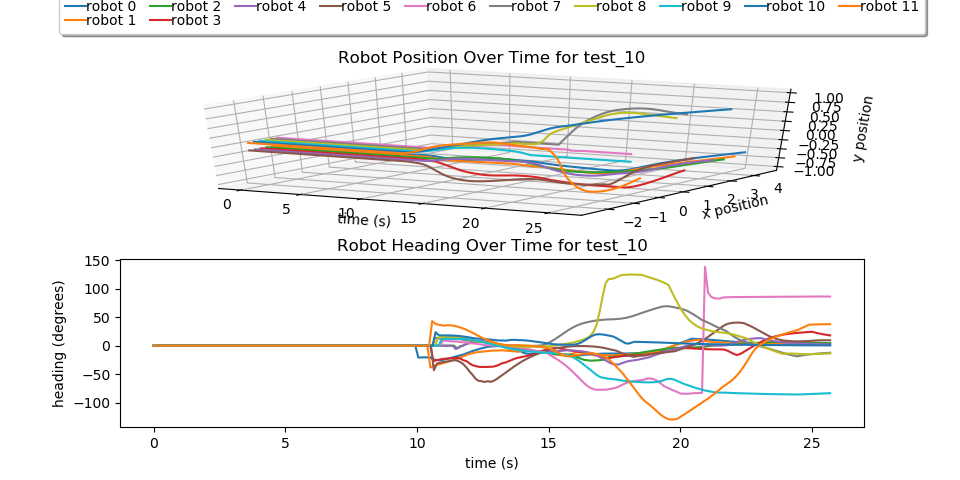 robot 0 robot 2 robot 4 robot 5 robot 6 robot 7 robot 8 robot 9 robot 10 robot 11
robot 1 robot 3
Robot Position Over Time for test_10
1.00
0.75
0.50
0.25
0.00
−0.25
−0.50
−0.75
−1.00
y position
0 5 10 15 20 25
time (s)
−2 −1 0 1 2 3 4
x position
Robot Heading Over Time for test_10
150
100
50
0
−50
−100
heading (degrees)
0 5 10 15 20 25
time (s)